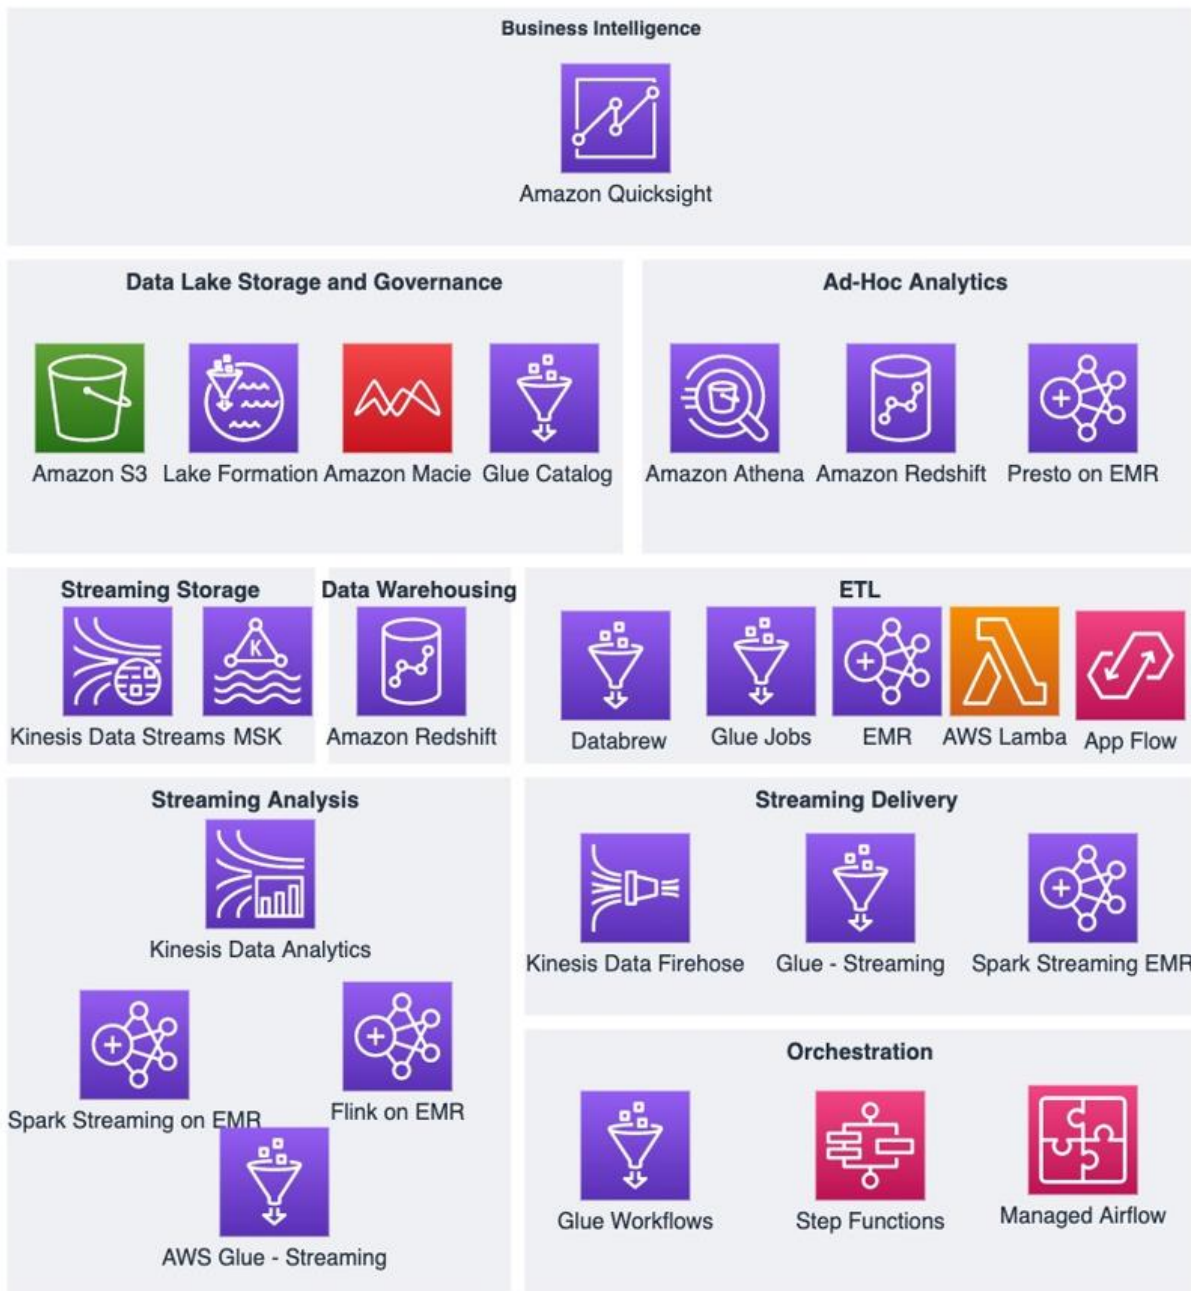 Business Intelligence
Amazon Quicksight
Data Lake Storage and Governance
Amazon S3
Lake Formation
Amazon Macie
Glue Catalog
Ad-Hoc Analytics
Amazon Athena
Amazon Redshift
Presto on EMR
Streaming Storage
Kinesis Data Streams
K
MSK
Data Warehousing
Amazon Redshift
ETL
Databrew
Glue Jobs
EMR
AWS Lamba
App Flow
Streaming Analysis
Kinesis Data Analytics
Spark Streaming on EMR
Flink on EMR
AWS Glue - Streaming
Streaming Delivery
Kinesis Data Firehose
Glue - Streaming
Spark Streaming EMR
Orchestration
Glue Workflows
Step Functions
Managed Airflow